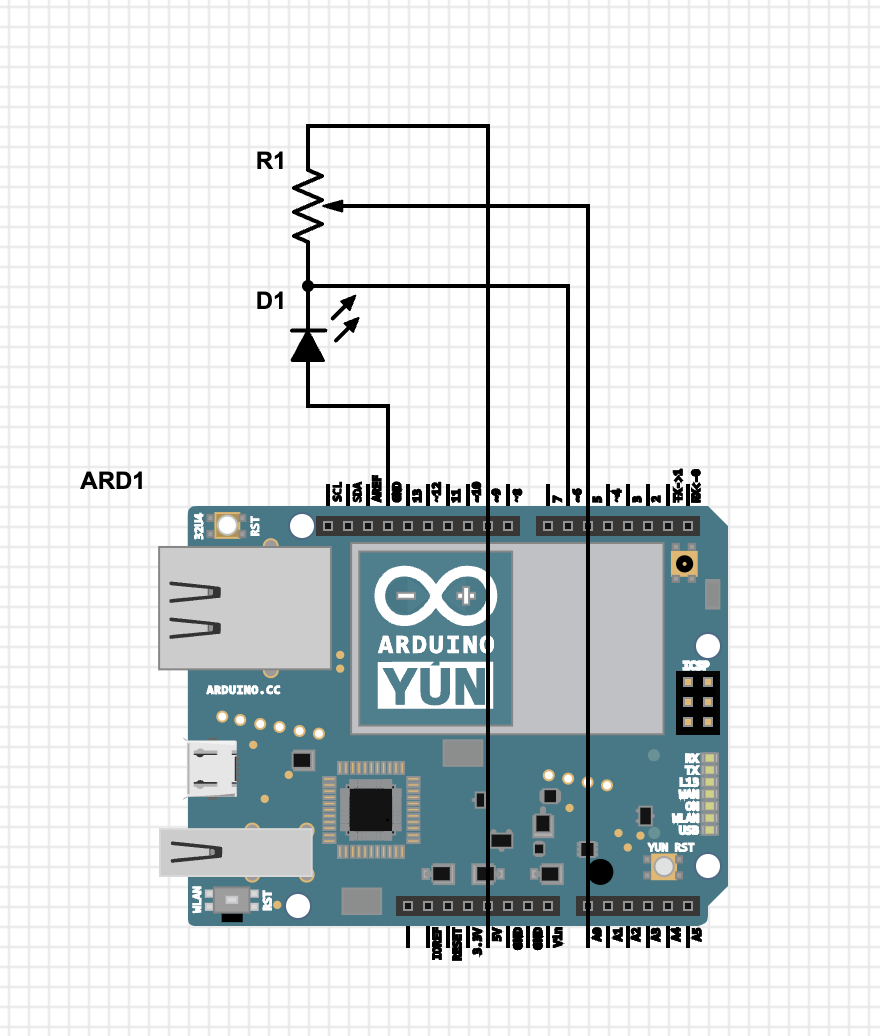 R1
D1
ARD1
SCL
SDA
AREF
GND
13
~12
11
~10
~9
~8
7
~6
5
~4
3
2
TX->1
RX<-0
32U4
RST
ARDUINO
YÚN
ICSP
ARDUINO.CC
RX
TX
L13
WAN
ON
WLAN
USB
YUN RST
WLAN
RST
IOREF
RESET
3.3V
5V
GND
GND
Vin
A0
A1
A2
A3
A4
A5